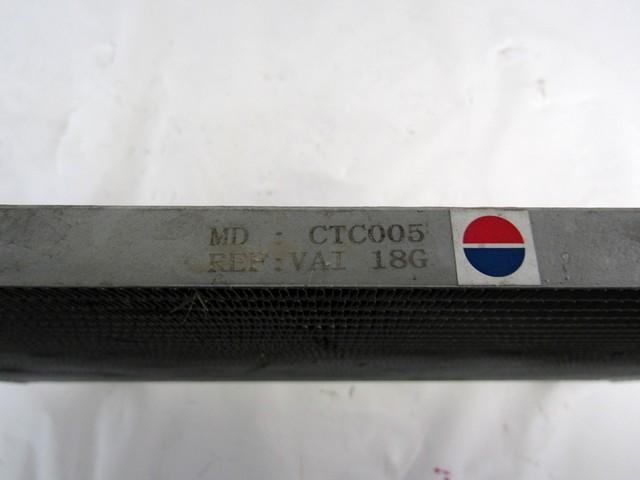 MD : CTC005
REF:VAI 18G